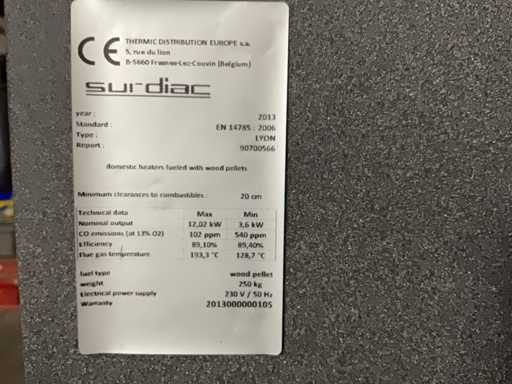 CE THERMIC DISTRIBUTION EUROPE s.a.
5, rue du lion
B-5660 Frasnes-Lez-Couvin (Belgium)
surdiac
year : 2013
Standard : EN 14785 : 2006
Type : LYON
Report : 90700566
domestic heaters fueled with wood pellets
Minimum clearances to combustibles : 20 cm
Technical data Max Min
Nominal output 12,02 kW 3,6 kW
CO emissions (at 13% O2) 102 ppm 540 ppm
Efficiency 89,10% 89,40%
Flue gas temperature 193,3 °C 128,7 °C
fuel type wood pellet
weight 250 kg
Electrical power supply 230 V / 50 Hz
Warranty 2013000000105